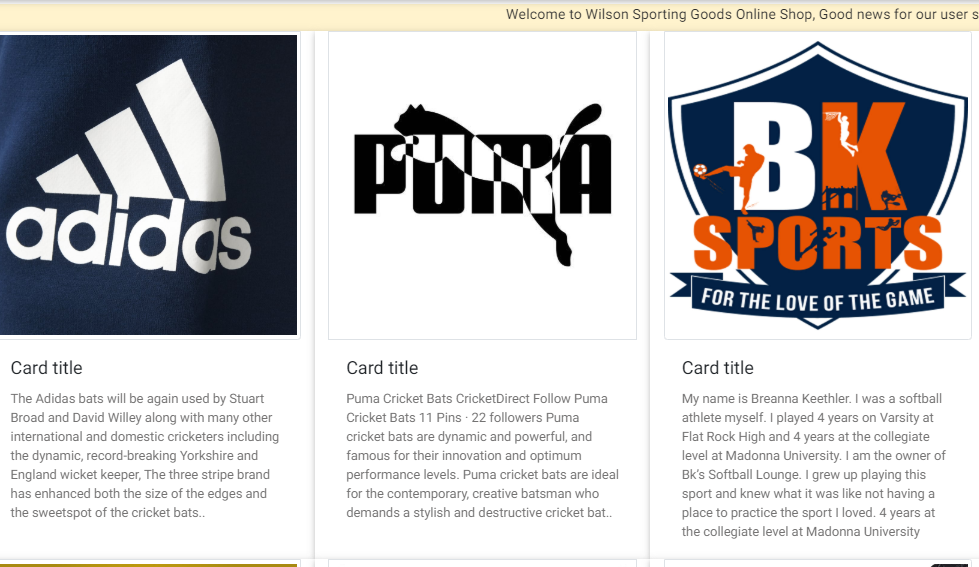 Welcome to Wilson Sporting Goods Online Shop, Good news for our user s
adidas
PUMA
BK
SPORTS
FOR THE LOVE OF THE GAME
Card title
The Adidas bats will be again used by Stuart
Broad and David Willey along with many other
international and domestic cricketers including
the dynamic, record-breaking Yorkshire and
England wicket keeper, The three stripe brand
has enhanced both the size of the edges and
the sweetspot of the cricket bats..
Card title
Puma Cricket Bats CricketDirect Follow Puma
Cricket Bats 11 Pins · 22 followers Puma
cricket bats are dynamic and powerful, and
famous for their innovation and optimum
performance levels. Puma cricket bats are ideal
for the contemporary, creative batsman who
demands a stylish and destructive cricket bat..
Card title
My name is Breanna Keethler. I was a softball
athlete myself. I played 4 years on Varsity at
Flat Rock High and 4 years at the collegiate
level at Madonna University. I am the owner of
Bk's Softball Lounge. I grew up playing this
sport and knew what it was like not having a
place to practice the sport I loved. 4 years at
the collegiate level at Madonna University